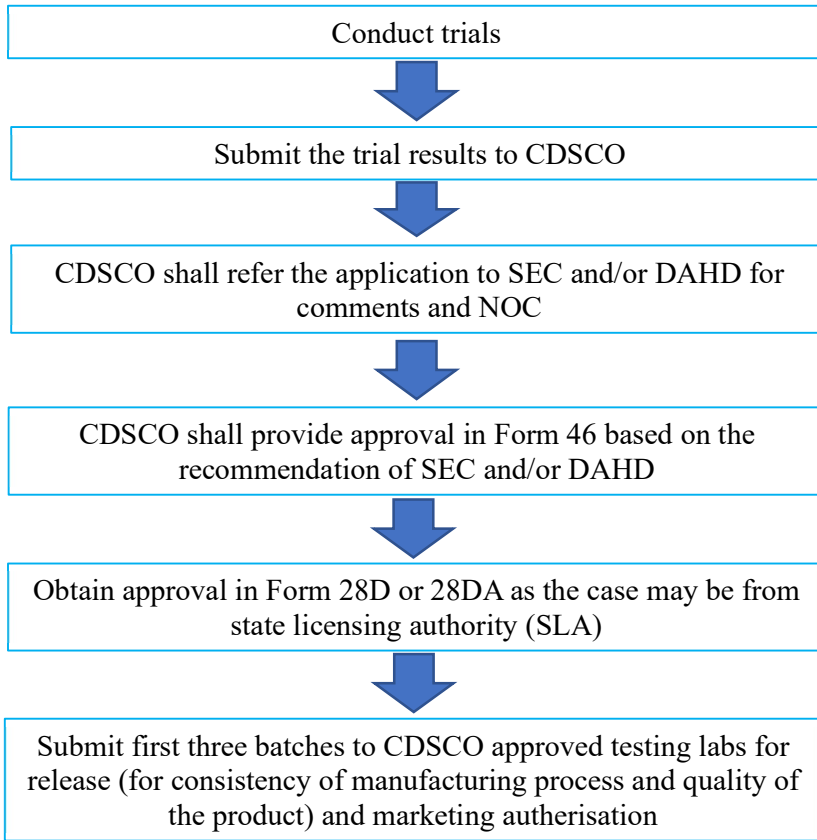 Conduct trials
Submit the trial results to CDSCO
CDSCO shall refer the application to SEC and/or DAHD for
comments and NOC
CDSCO shall provide approval in Form 46 based on the
recommendation of SEC and/or DAHD
Obtain approval in Form 28D or 28DA as the case may be from
state licensing authority (SLA)
Submit first three batches to CDSCO approved testing labs for
release (for consistency of manufacturing process and quality of
the product) and marketing autherisation